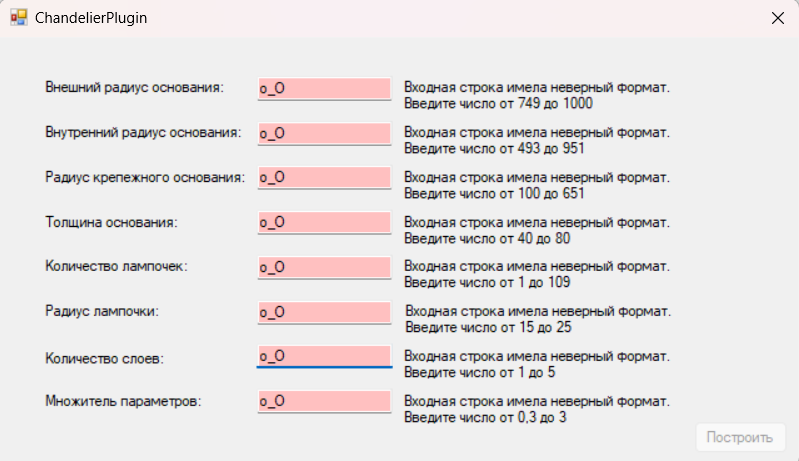 ChandelierPlugin
Внешний радиус основания: o_O Входная строка имела неверный формат.
Введите число от 749 до 1000
Внутренний радиус основания: o_O Входная строка имела неверный формат.
Введите число от 493 до 951
Радиус крепежного основания: o_O Входная строка имела неверный формат.
Введите число от 100 до 651
Толщина основания: o_O Входная строка имела неверный формат.
Введите число от 40 до 80
Количество лампочек: o_O Входная строка имела неверный формат.
Введите число от 1 до 109
Радиус лампочки: o_O Входная строка имела неверный формат.
Введите число от 15 до 25
Количество слоев: o_O Входная строка имела неверный формат.
Введите число от 1 до 5
Множитель параметров: o_O Входная строка имела неверный формат.
Введите число от 0,3 до 3
Построить